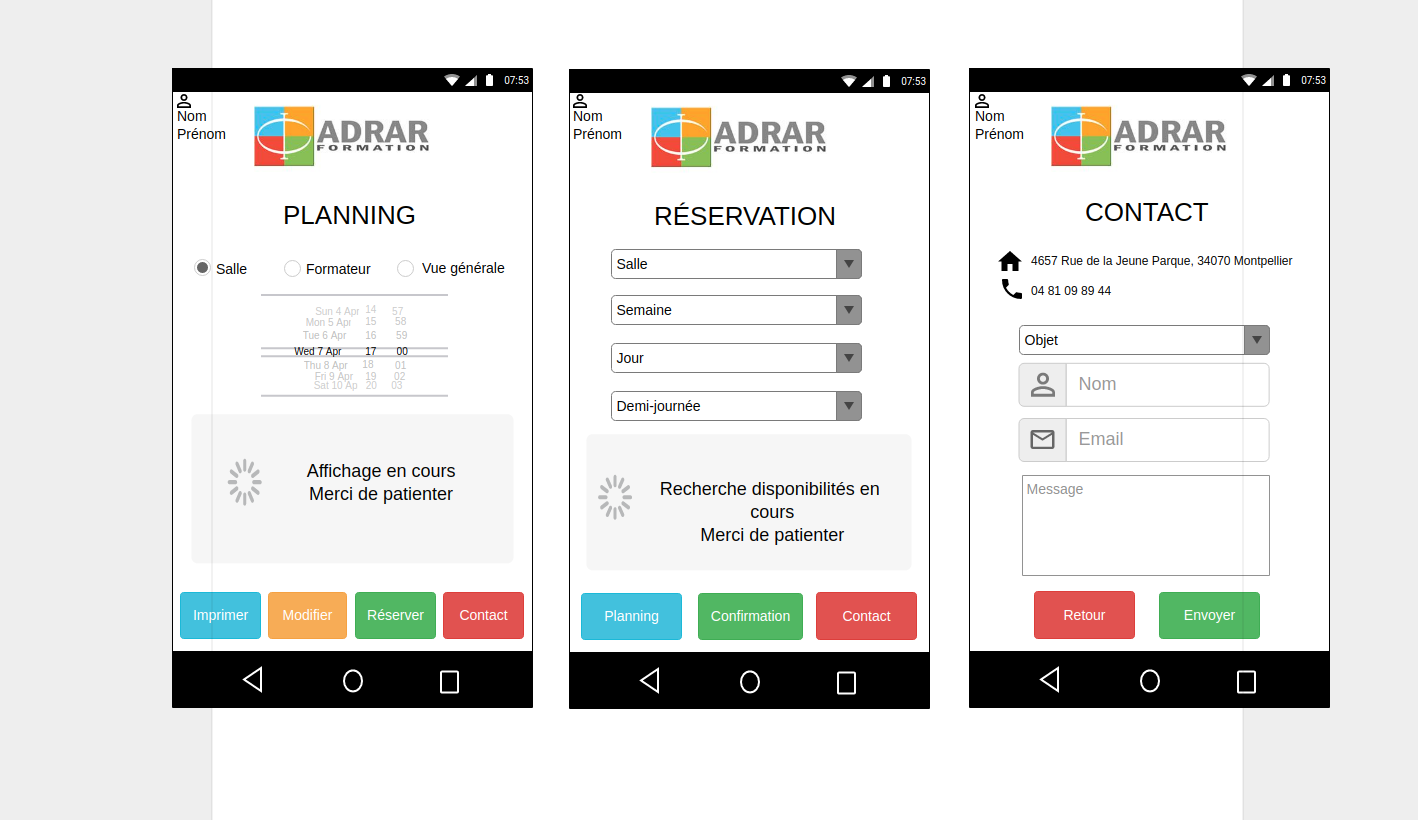 07:53
Nom
Prénom
ADRAR
FORMATION
PLANNING
Salle
Formateur
Vue générale
Sun 4 Apr 14 57
Mon 5 Apr 15 58
Tue 6 Apr 16 59
Wed 7 Apr 17 00
Thu 8 Apr 18 01
Fri 9 Apr 19 02
Sat 10 Ap 20 03
Affichage en cours
Merci de patienter
Imprimer
Modifier
Réserver
Contact
07:53
Nom
Prénom
ADRAR
FORMATION
RÉSERVATION
Salle
Semaine
Jour
Demi-journée
Recherche disponibilités en
cours
Merci de patienter
Planning
Confirmation
Contact
07:53
Nom
Prénom
ADRAR
FORMATION
CONTACT
4657 Rue de la Jeune Parque, 34070 Montpellier
04 81 09 89 44
Objet
Nom
Email
Message
Retour
Envoyer